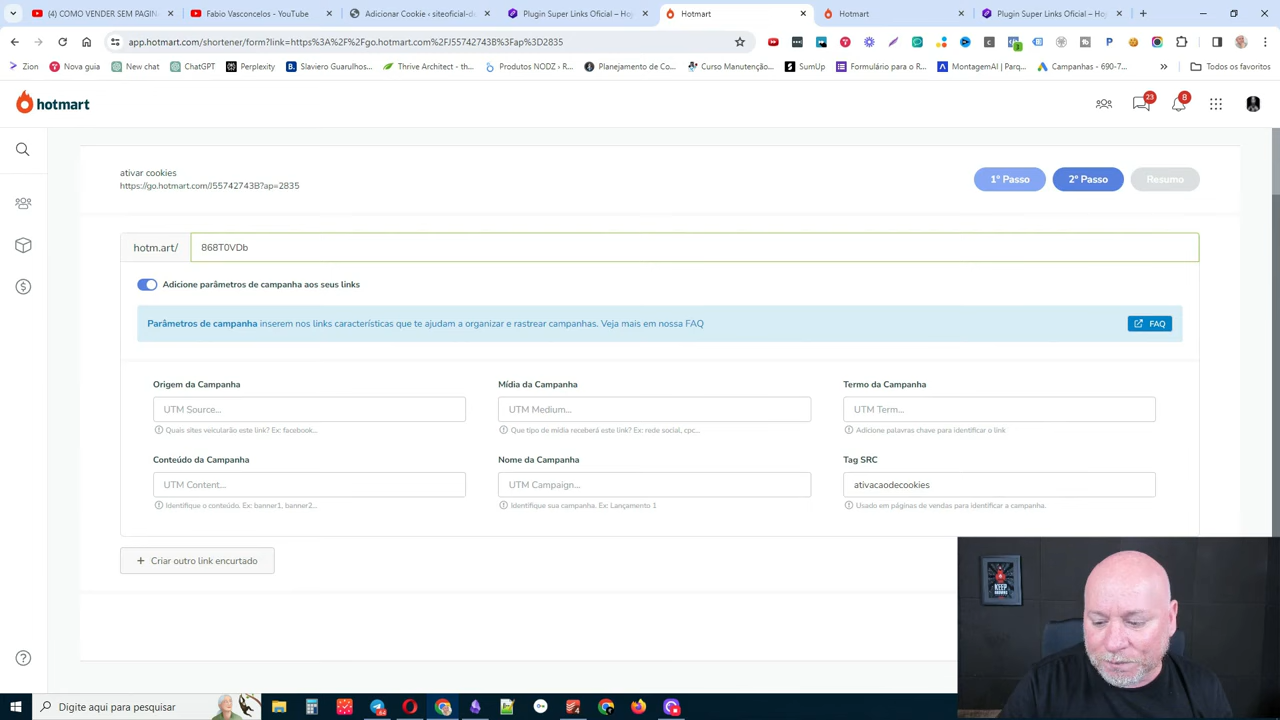 (4) COMO VENDER SEM PAGIN
Fabio Vasconcelos - YouTube
Adicionar Cookie ‹ siteoficial
Plugin Super Links Oficial – Ho
Hotmart
Hotmart
Plugin Super Links Oficial – Ho
app.hotmart.com/shortener/form?link=https%3A%2F%2Fgo.hotmart.com%2FJ55742743B%3Fap%3D2835
Zion
Nova guia
New chat
ChatGPT
Perplexity
Slaviero Guarulhos...
Thrive Architect - th...
Produtos NODZ › R...
Planejamento de Co...
Curso Manutenção...
SumUp
Formulário para o R...
MontagemAI | Parq...
Campanhas - 690-7...
»
Todos os favoritos
hotmart
23
8
ativar cookies
https://go.hotmart.com/J55742743B?ap=2835
1º Passo
2º Passo
Resumo
hotm.art/
868T0VDb
Adicione parâmetros de campanha aos seus links
Parâmetros de campanha inserem nos links características que te ajudam a organizar e rastrear campanhas. Veja mais em nossa FAQ
FAQ
Origem da Campanha
Mídia da Campanha
Termo da Campanha
UTM Source...
UTM Medium...
UTM Term...
Quais sites veicularão este link? Ex: facebook...
Que tipo de mídia receberá este link? Ex: rede social, cpc...
Adicione palavras chave para identificar o link
Conteúdo da Campanha
Nome da Campanha
Tag SRC
UTM Content...
UTM Campaign...
ativacaodecookies
Identifique o conteúdo. Ex: banner1, banner2...
Identifique sua campanha. Ex: Lançamento 1
Usado em páginas de vendas para identificar a campanha.
+ Criar outro link encurtado
KEEP
Digite aqui para pesquisar